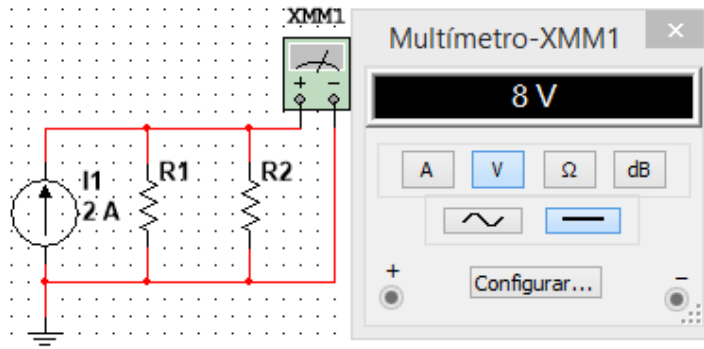 XMM1
+ −
I1
2 A
R1
R2
Multímetro-XMM1
×
8 V
A V Ω dB
+ Configurar... −